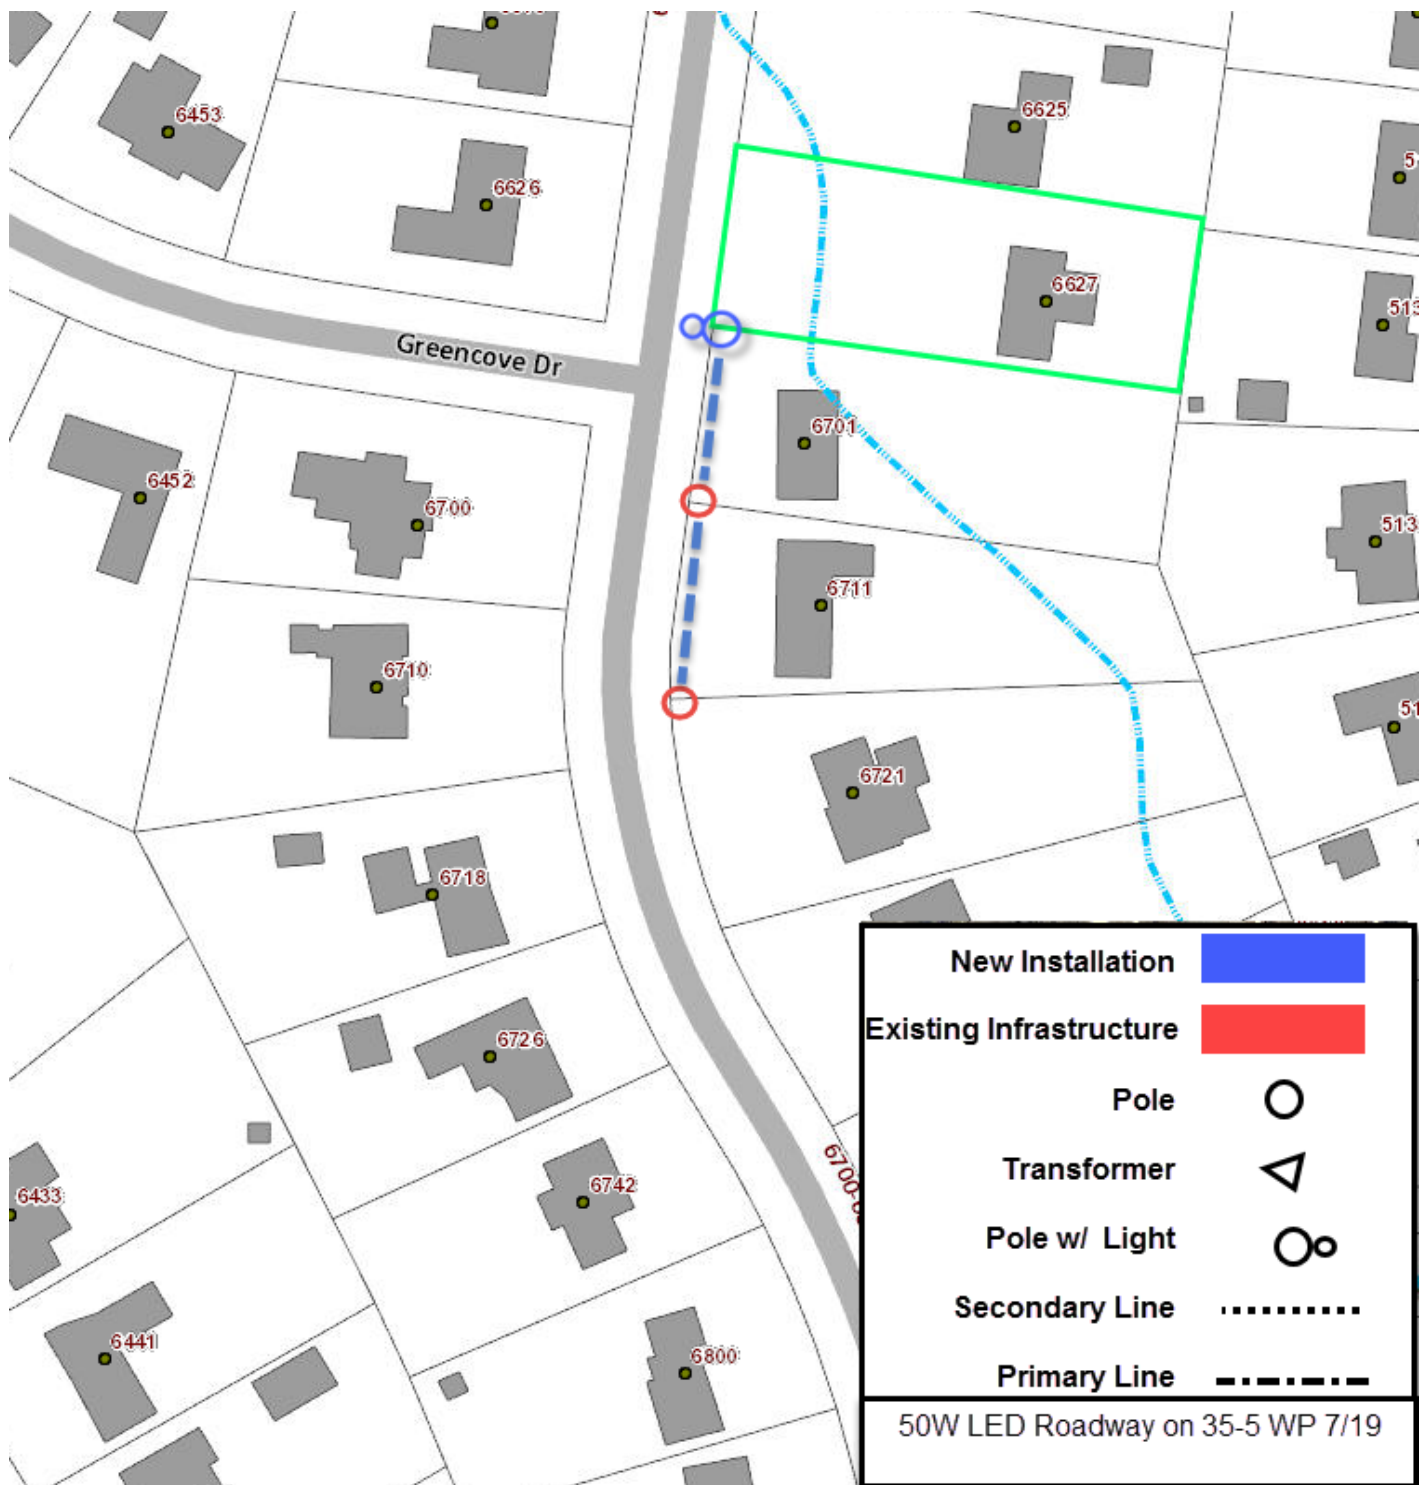 6453
6625
6626
6627
Greencove Dr
6701
6452
6700
6711
6710
6721
6718
6726
6742
6433
6441
6800
New Installation
Existing Infrastructure
Pole
Transformer
Pole w/ Light
Secondary Line
Primary Line
50W LED Roadway on 35-5 WP 7/19